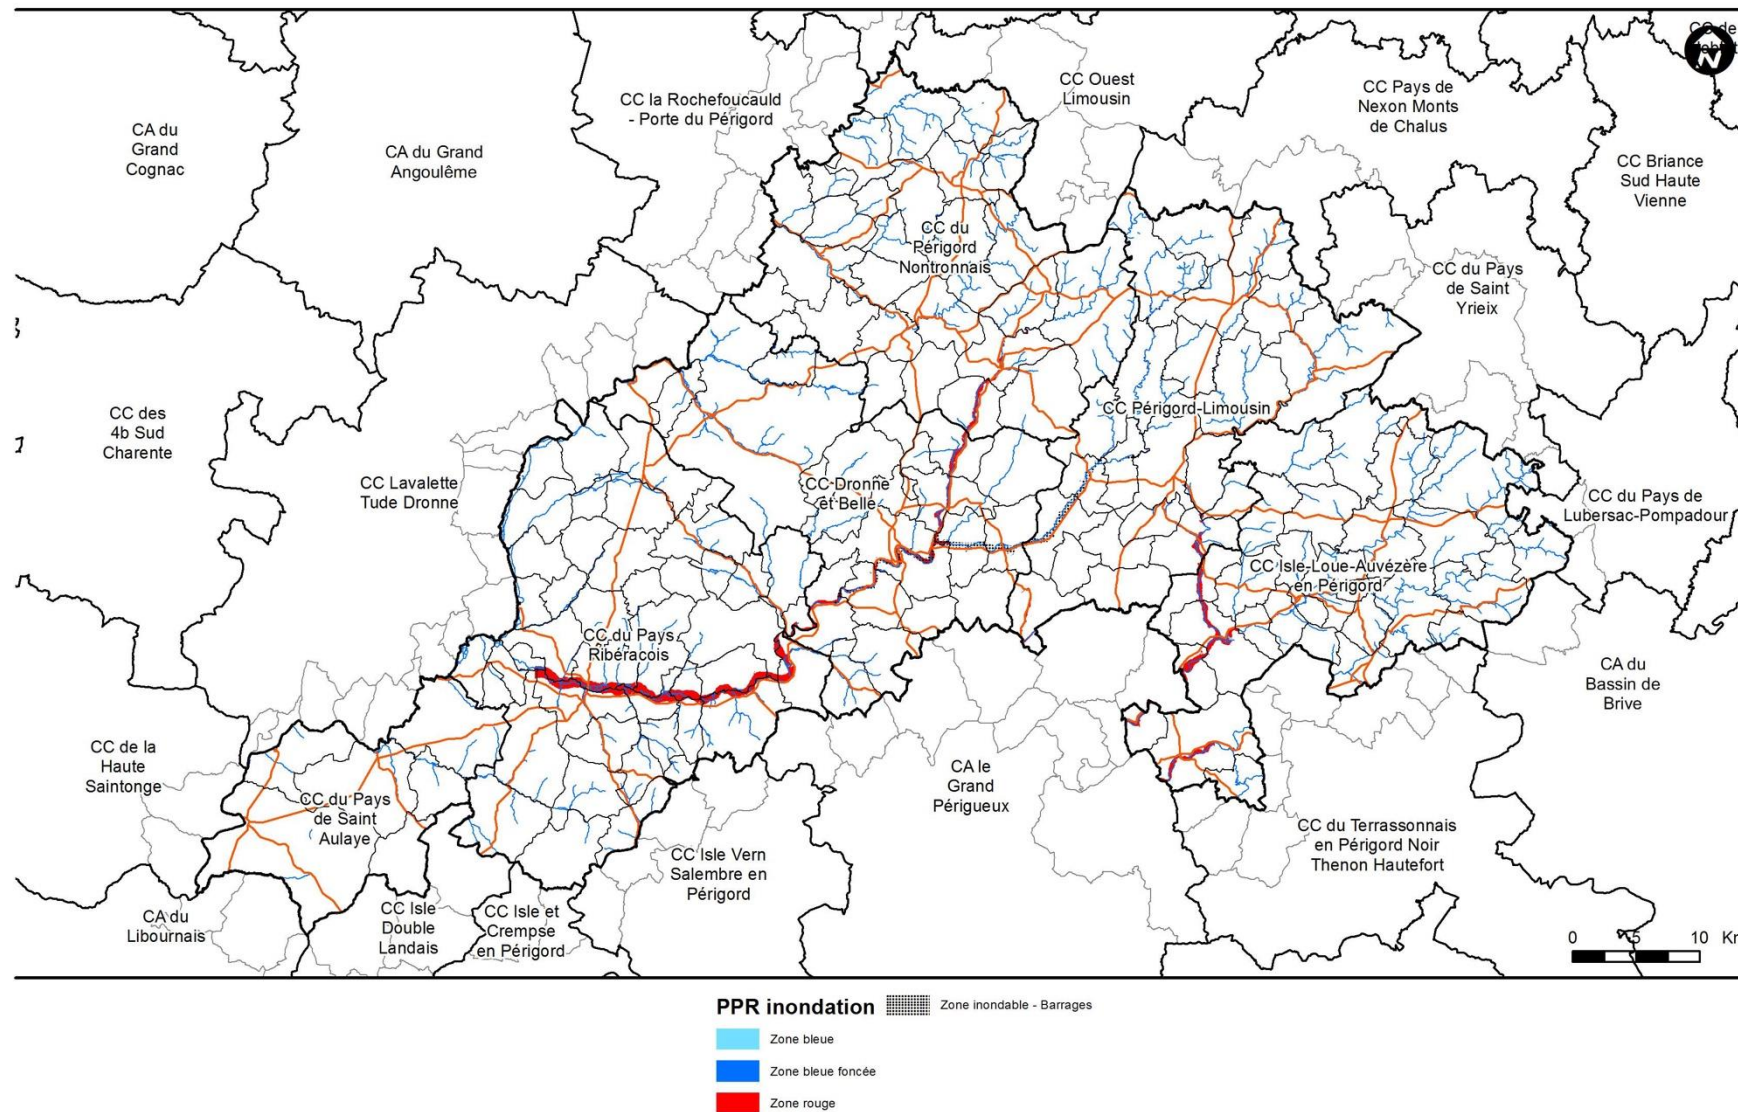 CC Ouest
Limousin
CC Pays de
Nexon Monts
de Chalus
CC la Rochefoucauld
- Porte du Périgord
CA du
Grand
Cognac
CA du Grand
Angoulême
CC Briance
Sud Haute
Vienne
N
CC du
Périgord
Nontronnais
CC du Pays
de Saint
Yrieix
CC des
4b Sud
Charente
CC Périgord-Limousin
CC Lavalette
Tude Dronne
CC Dronne
et Belle
CC du Pays de
Lubersac-Pompadour
CC Isle-Loue-Auvézère
en Périgord
CC du Pays
Ribéracois
CA du
Bassin de
Brive
CC de la
Haute
Saintonge
CA le
Grand
Périgueux
CC du Pays
de Saint
Aulaye
CC du Terrassonnais
en Périgord Noir
Thenon Hautefort
CC Isle Vern
Salembre en
Périgord
CA du
Libournais
CC Isle
Double
Landais
CC Isle et
Crempse
en Périgord
0 5 10
PPR inondation
Zone inondable - Barrages
Zone bleue
Zone bleue foncée
Zone rouge